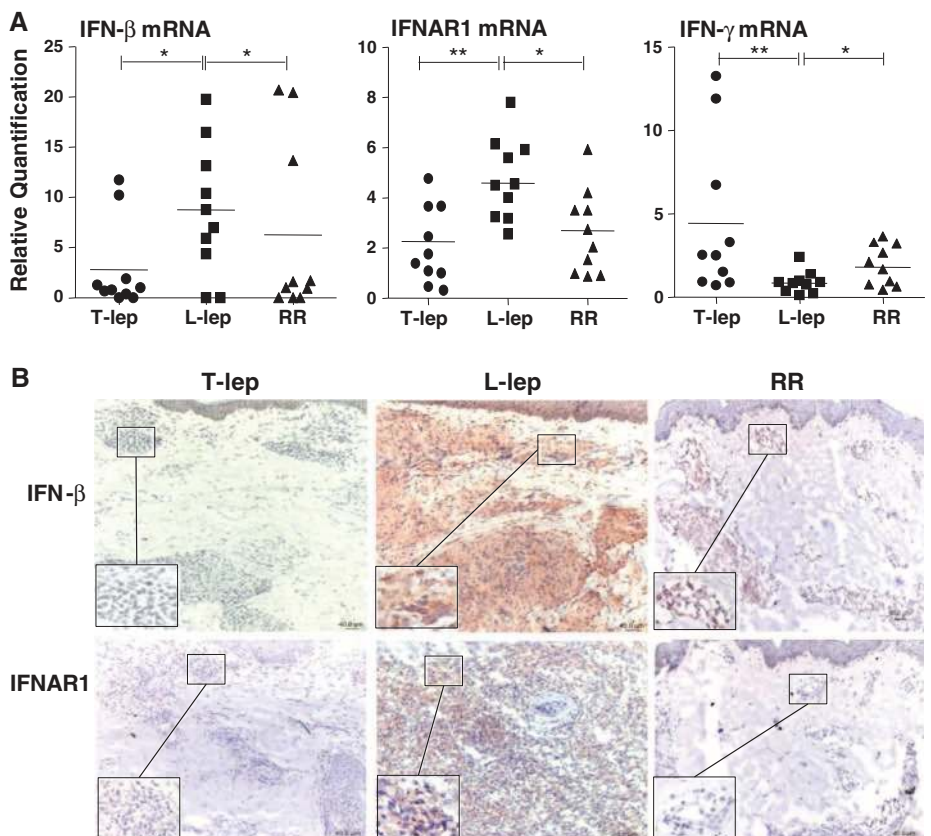 A
IFN-β mRNA
IFNAR1 mRNA
IFN-γ mRNA
Relative Quantification
25
20
15
10
5
0
* *
T-lep L-lep RR
10
8
6
4
2
0
** *
T-lep L-lep RR
15
10
5
0
** *
T-lep L-lep RR
B
T-lep L-lep RR
IFN-β
IFNAR1